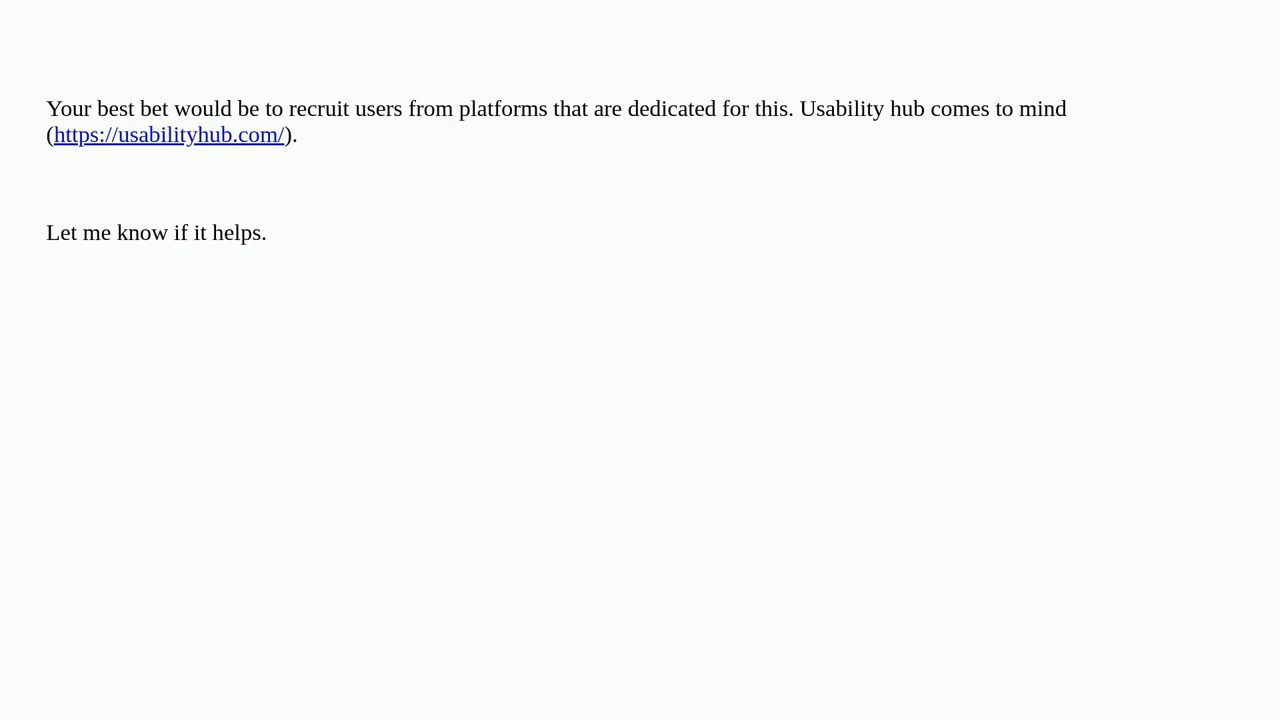 Your best bet would be to recruit users from platforms that are dedicated for this. Usability hub comes to mind
(https://usabilityhub.com/).
Let me know if it helps.